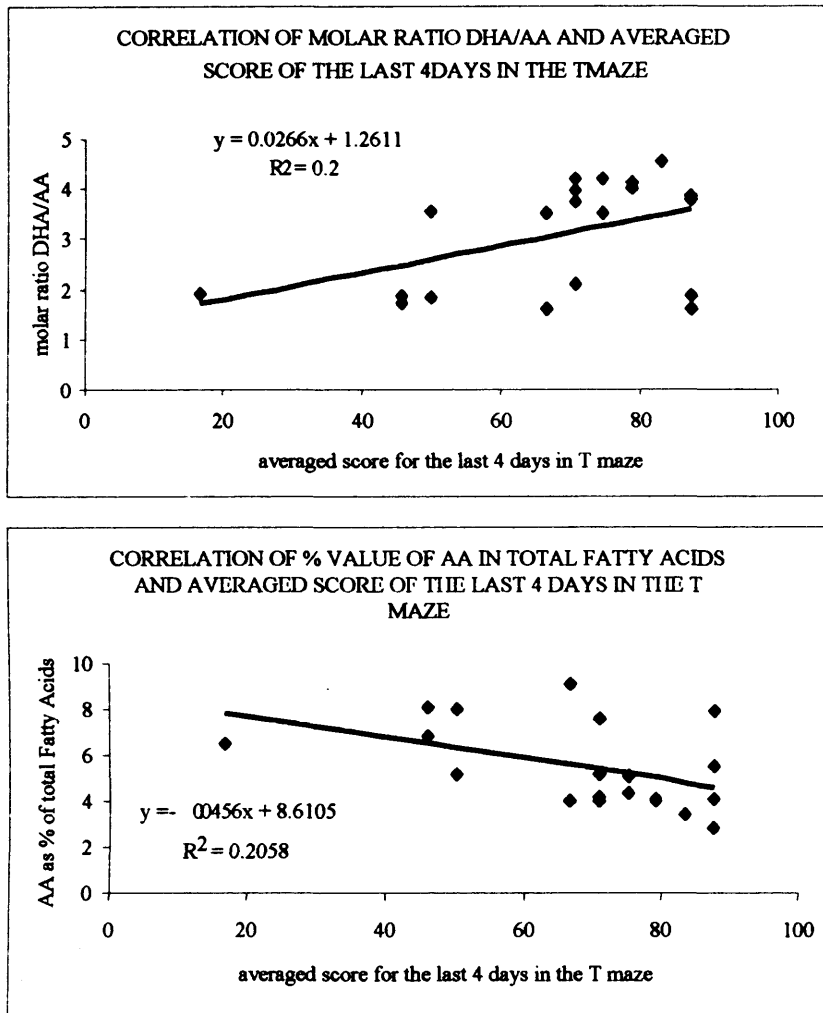 CORRELATION OF MOLAR RATIO DHA/AA AND AVERAGED
SCORE OF THE LAST 4DAYS IN THE TMAZE
y = 0.0266x + 1.2611
R2 = 0.2
molar ratio DHA/AA
5
4
3
2
1
0
0 20 40 60 80 100
averaged score for the last 4 days in T maze
CORRELATION OF % VALUE OF AA IN TOTAL FATTY ACIDS
AND AVERAGED SCORE OF THE LAST 4 DAYS IN THE T
MAZE
AA as % of total Fatty Acids
10
8
6
4
2
0
y =- 00456x + 8.6105
R² = 0.2058
0 20 40 60 80 100
averaged score for the last 4 days in the T maze